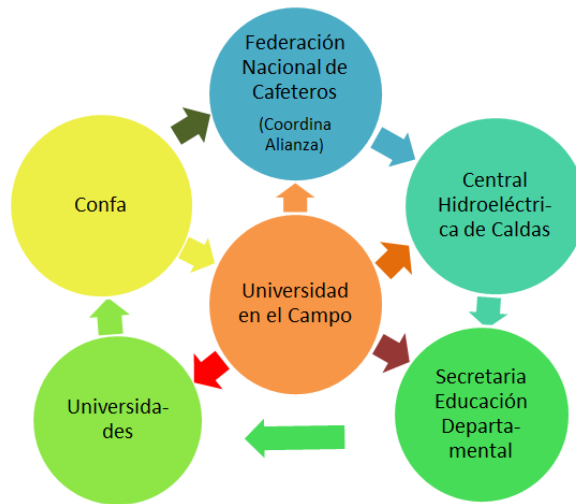 Federación
Nacional de
Cafeteros
(Coordina
Alianza)
Confa
Central
Hidroeléctri-
ca de Caldas
Universidad
en el Campo
Universida-
des
Secretaria
Educación
Departa-
mental